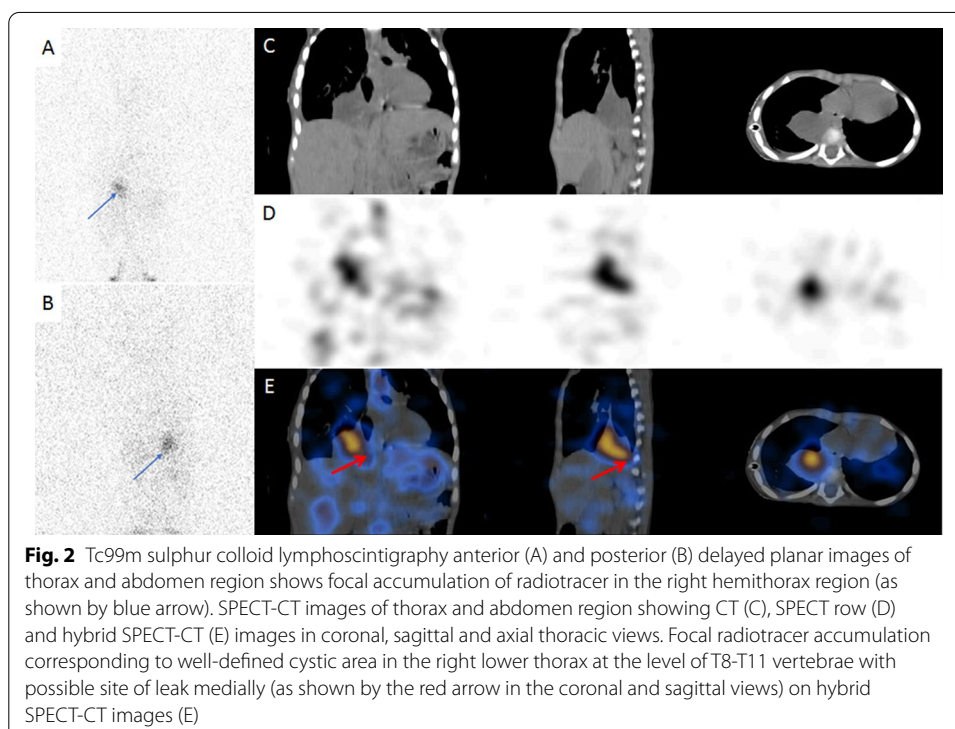 A
C
D
B
E
Fig. 2 Tc99m sulphur colloid lymphoscintigraphy anterior (A) and posterior (B) delayed planar images of
thorax and abdomen region shows focal accumulation of radiotracer in the right hemithorax region (as
shown by blue arrow). SPECT-CT images of thorax and abdomen region showing CT (C), SPECT row (D)
and hybrid SPECT-CT (E) images in coronal, sagittal and axial thoracic views. Focal radiotracer accumulation
corresponding to well-defined cystic area in the right lower thorax at the level of T8-T11 vertebrae with
possible site of leak medially (as shown by the red arrow in the coronal and sagittal views) on hybrid
SPECT-CT images (E)